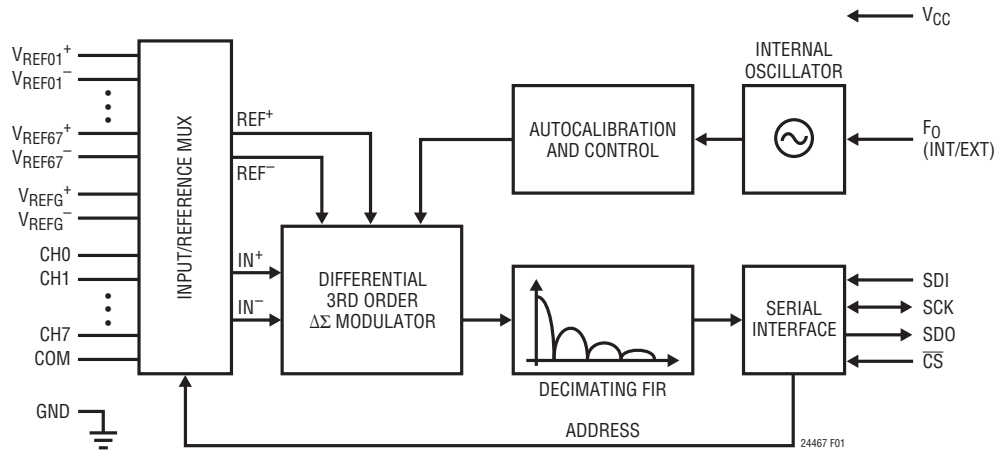 VREF01+
VREF01–
VREF67+
VREF67–
VREFG+
VREFG–
CH0
CH1
CH7
COM
GND
INPUT/REFERENCE MUX
REF+
REF–
IN+
IN–
DIFFERENTIAL
3RD ORDER
ΔΣ MODULATOR
AUTOCALIBRATION
AND CONTROL
INTERNAL
OSCILLATOR
VCC
FO
(INT/EXT)
DECIMATING FIR
SERIAL
INTERFACE
SDI
SCK
SDO
C̅S̅
ADDRESS
24467 F01